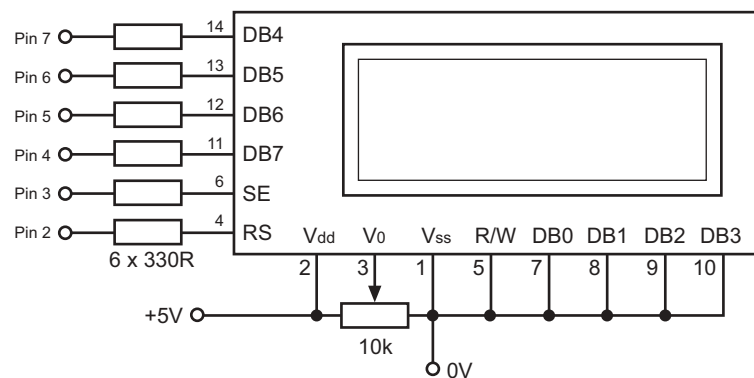 Pin 7 14 DB4
Pin 6 13 DB5
Pin 5 12 DB6
Pin 4 11 DB7
Pin 3 6 SE
Pin 2 4 RS
6 x 330R
Vdd V0 Vss R/W DB0 DB1 DB2 DB3
2 3 1 5 7 8 9 10
+5V
10k
0V